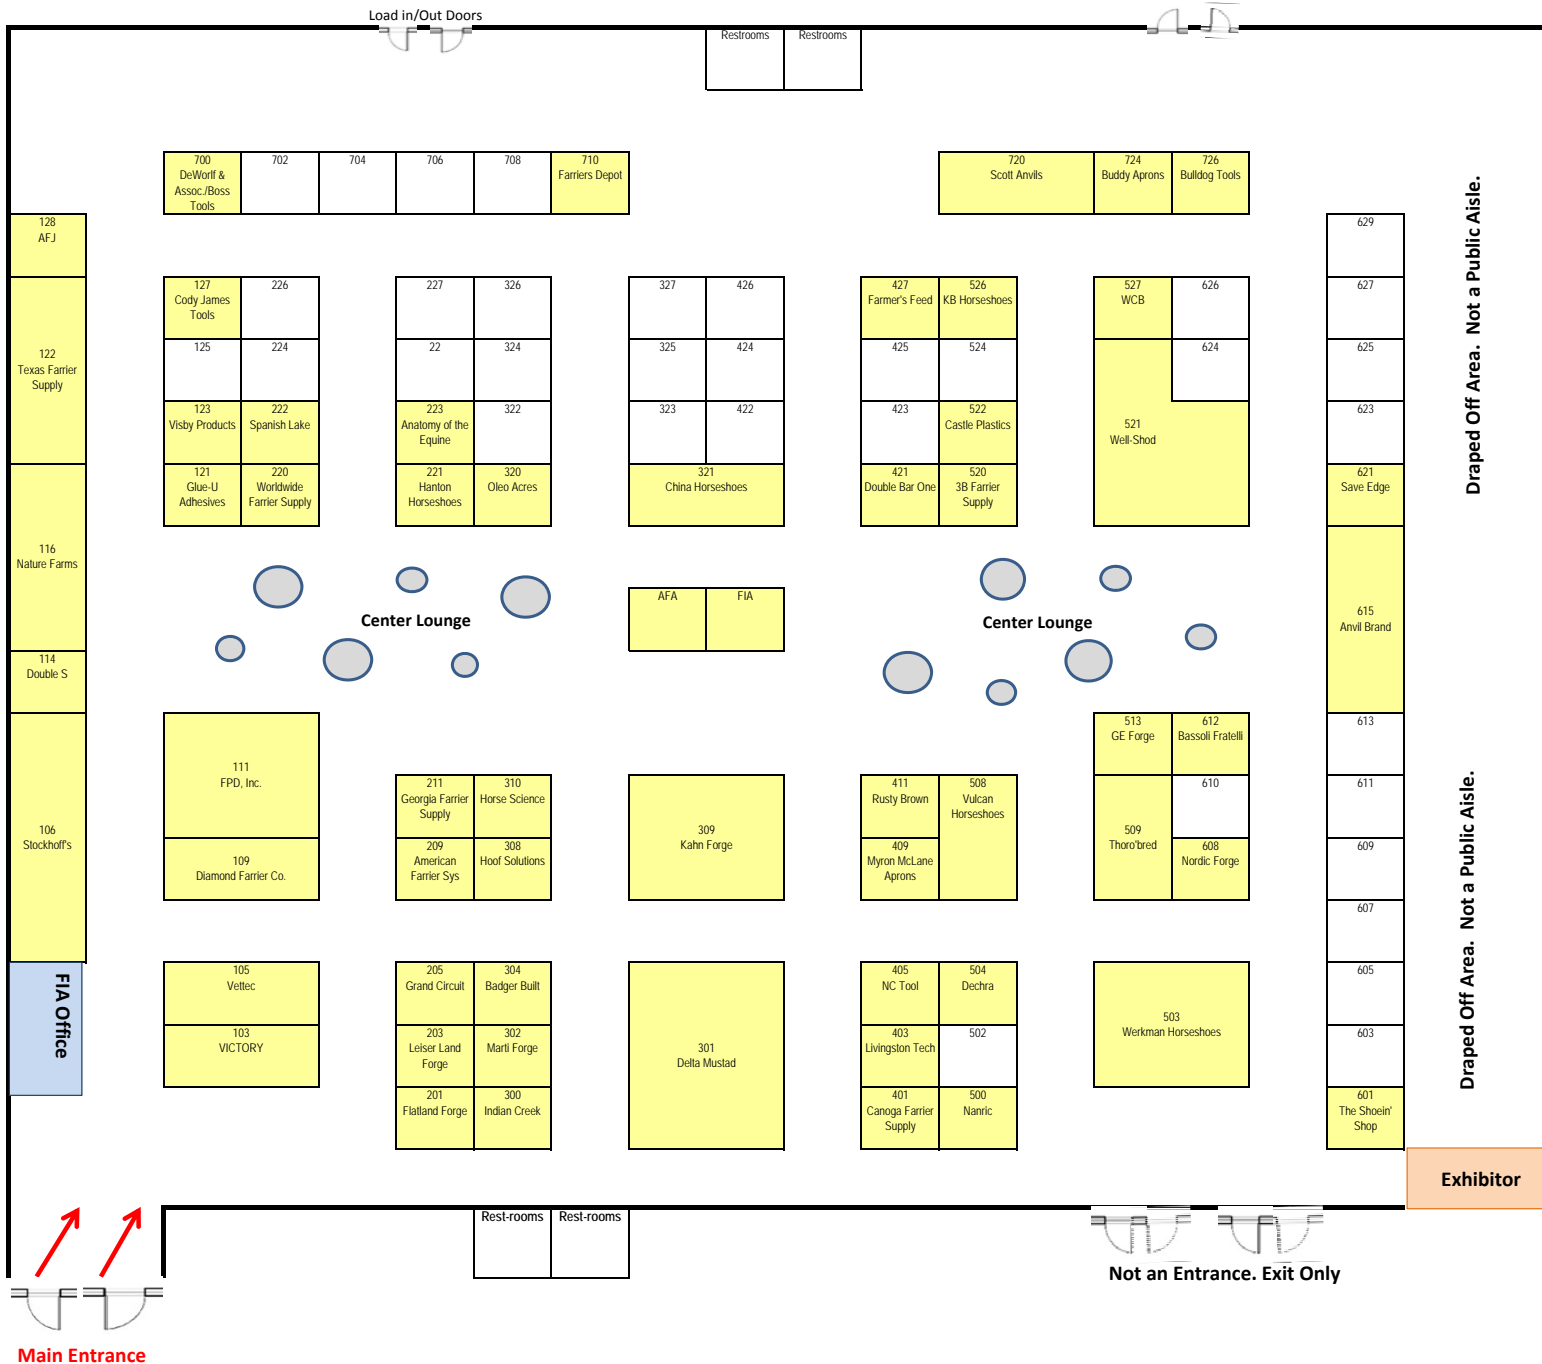 Load in/Out Doors
Restrooms
Restrooms
700
DeWorlf &
Assoc./Boss
Tools
702
704
706
708
710
Farriers Depot
720
Scott Anvils
724
Buddy Aprons
726
Bulldog Tools
Draped Off Area.  Not a Public Aisle.
128
AFJ
629
127
Cody James
Tools
226
227
326
327
426
427
Farmer's Feed
526
KB Horseshoes
527
WCB
626
627
122
Texas Farrier
Supply
125
224
22
324
325
424
425
524
624
625
123
Visby Products
222
Spanish Lake
223
Anatomy of the
Equine
322
323
422
423
522
Castle Plastics
521
Well-Shod
623
121
Glue-U
Adhesives
220
Worldwide
Farrier Supply
221
Hanton
Horseshoes
320
Oleo Acres
321
China Horseshoes
421
Double Bar One
520
3B Farrier
Supply
621
Save Edge
116
Nature Farms
Center Lounge
AFA
FIA
Center Lounge
615
Anvil Brand
114
Double S
111
FPD, Inc.
513
GE Forge
612
Bassoli Fratelli
613
106
Stockhoff's
211
Georgia Farrier
Supply
310
Horse Science
309
Kahn Forge
411
Rusty Brown
508
Vulcan
Horseshoes
509
Thoro'bred
610
611
109
Diamond Farrier Co.
209
American
Farrier Sys
308
Hoof Solutions
409
Myron McLane
Aprons
608
Nordic Forge
609
607
Draped Off Area.  Not a Public Aisle.
FIA Office
105
Vettec
205
Grand Circuit
304
Badger Built
301
Delta Mustad
405
NC Tool
504
Dechra
503
Werkman Horseshoes
605
103
VICTORY
203
Leiser Land
Forge
302
Marti Forge
403
Livingston Tech
502
603
201
Flatland Forge
300
Indian Creek
401
Canoga Farrier
Supply
500
Nanric
601
The Shoein'
Shop
Exhibitor
Rest-rooms
Rest-rooms
Not an Entrance. Exit Only
Main Entrance